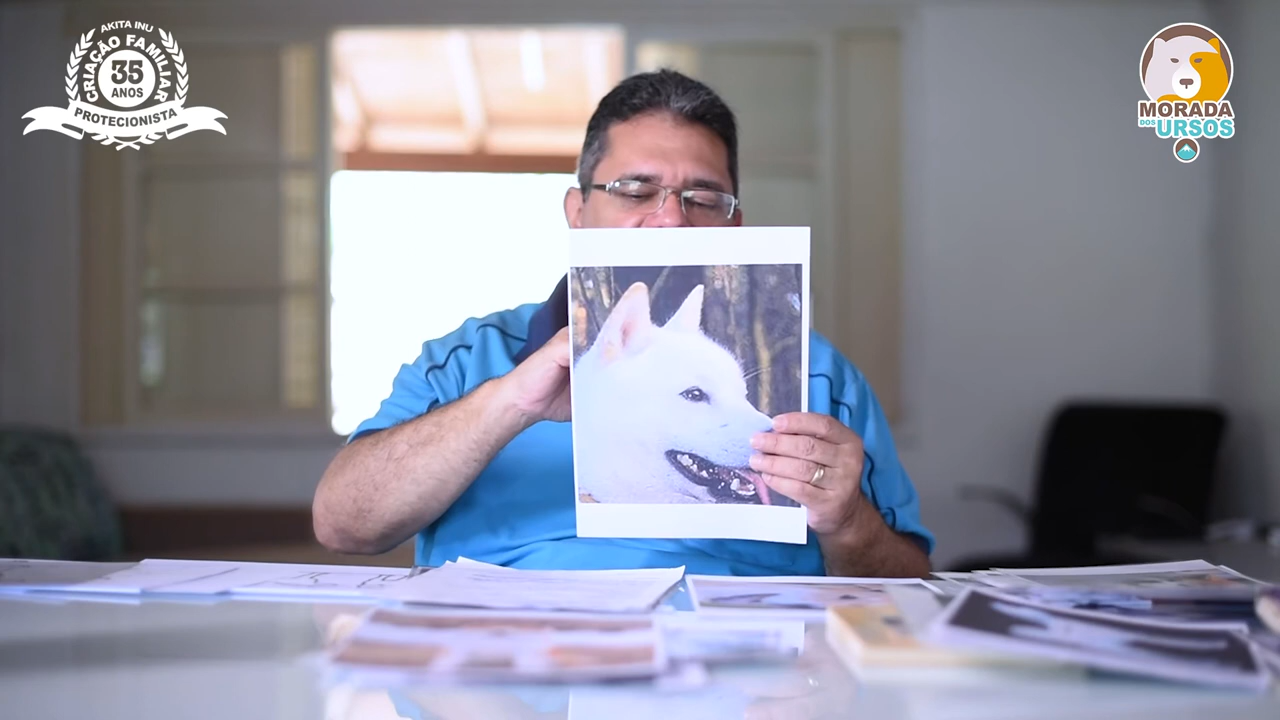 AKITA INU
CRIAÇÃO FAMILIAR
35
ANOS
PROTECIONISTA
MORADA
DOS URSOS